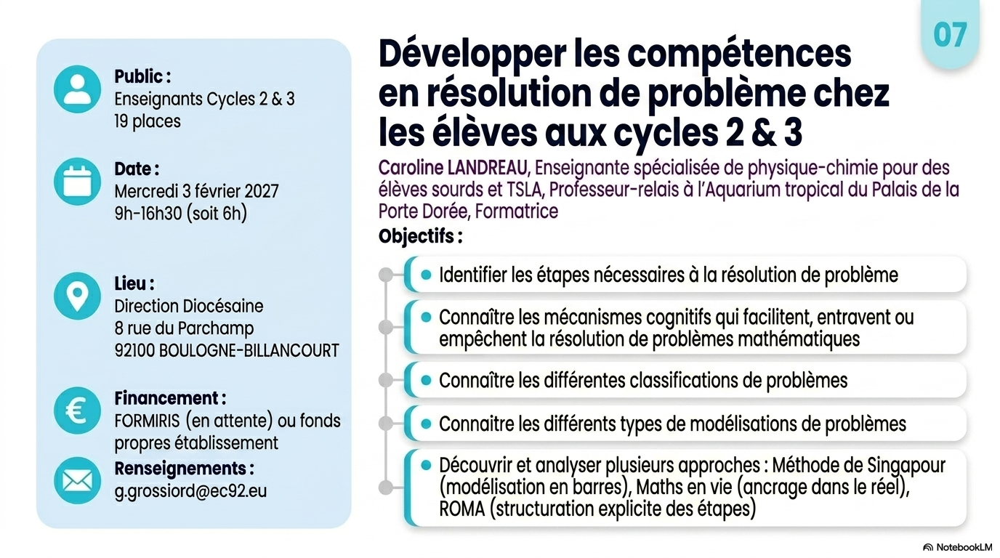 Public :
Enseignants Cycles 2 & 3
19 places
Date :
Mercredi 3 février 2027
9h-16h30 (soit 6h)
Lieu :
Direction Diocésaine
8 rue du Parchamp
92100 BOULOGNE-BILLANCOURT
Financement :
FORMIRIS (en attente) ou fonds
propres établissement
Renseignements :
g.grossiord@ec92.eu
07
Développer les compétences
en résolution de problème chez
les élèves aux cycles 2 & 3
Caroline LANDREAU, Enseignante spécialisée de physique-chimie pour des
élèves sourds et TSLA, Professeur-relais à l'Aquarium tropical du Palais de la
Porte Dorée, Formatrice
Objectifs :
Identifier les étapes nécessaires à la résolution de problème
Connaître les mécanismes cognitifs qui facilitent, entravent ou
empêchent la résolution de problèmes mathématiques
Connaître les différentes classifications de problèmes
Connaitre les différents types de modélisations de problèmes
Découvrir et analyser plusieurs approches : Méthode de Singapour
(modélisation en barres), Maths en vie (ancrage dans le réel),
ROMA (structuration explicite des étapes)
NotebookLM